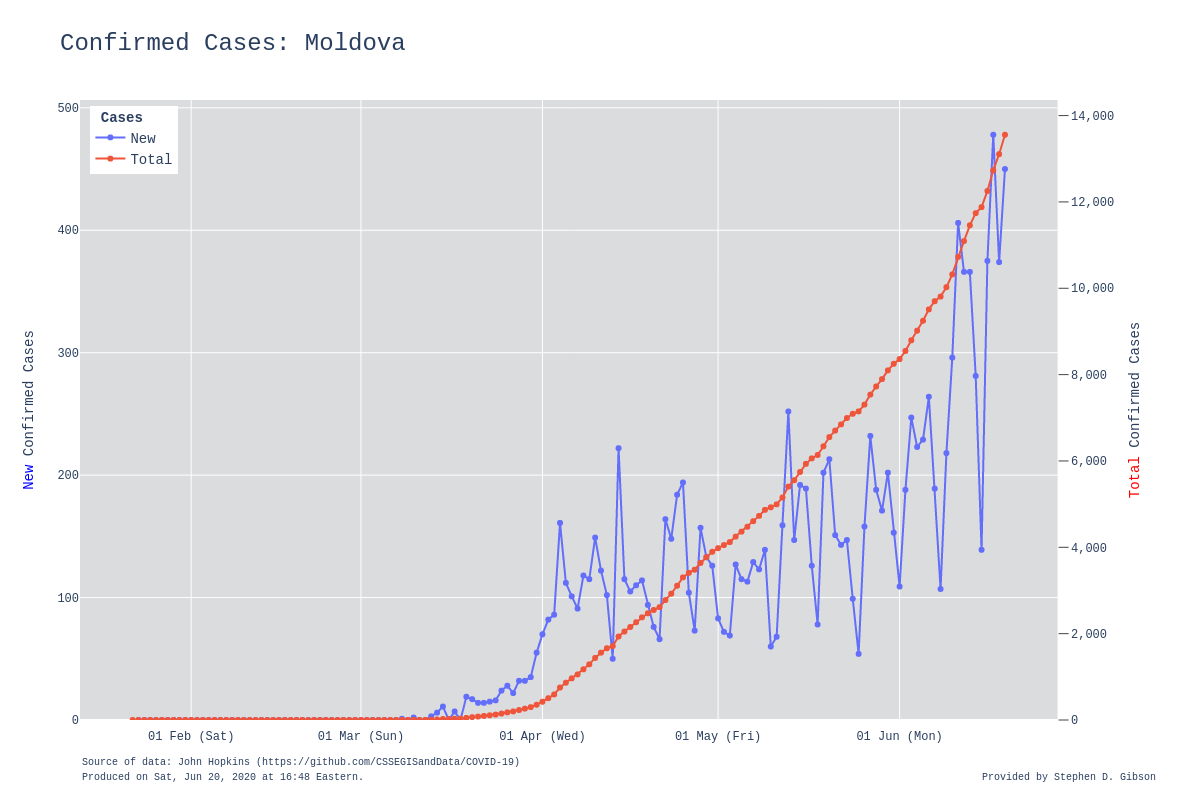 Confirmed Cases: Moldova
Cases
New
Total
500
400
300
200
100
0
14,000
12,000
10,000
8,000
6,000
4,000
2,000
0
New Confirmed Cases
Total Confirmed Cases
01 Feb (Sat)
01 Mar (Sun)
01 Apr (Wed)
01 May (Fri)
01 Jun (Mon)
Source of data: John Hopkins (https://github.com/CSSEGISandData/COVID-19)
Produced on Sat, Jun 20, 2020 at 16:48 Eastern.
Provided by Stephen D. Gibson